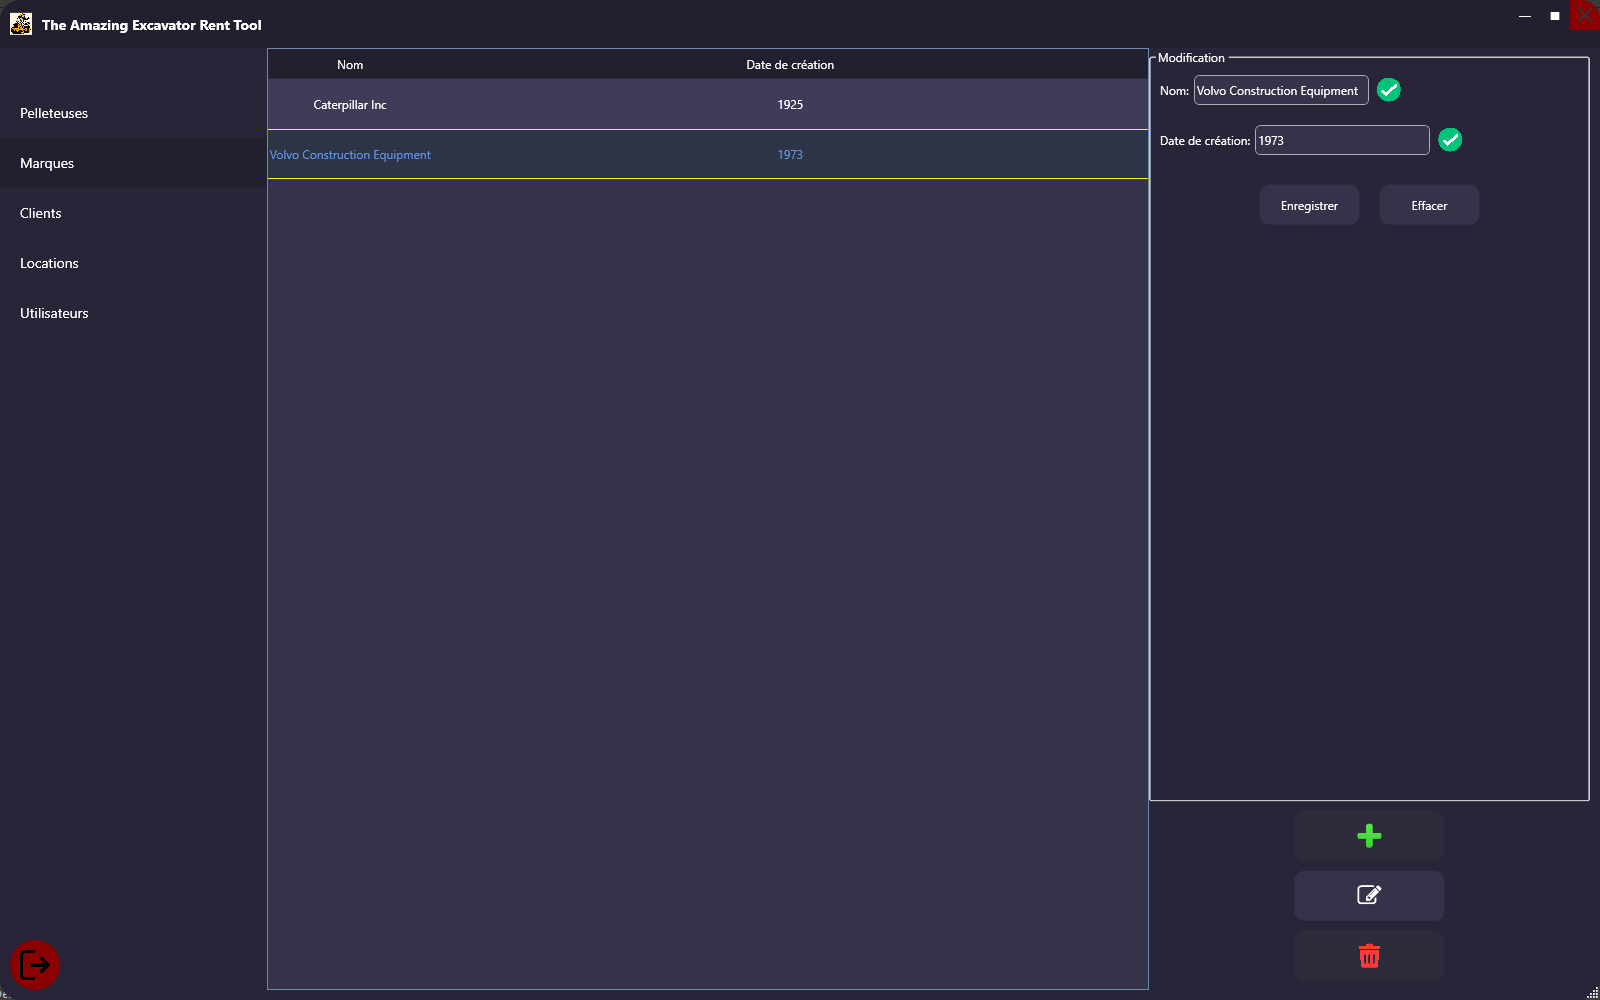 The Amazing Excavator Rent Tool
Pelleteuses
Marques
Clients
Locations
Utilisateurs
Nom Date de création
Caterpillar Inc 1925
Volvo Construction Equipment 1973
Modification
Nom: Volvo Construction Equipment
Date de création: 1973
Enregistrer Effacer